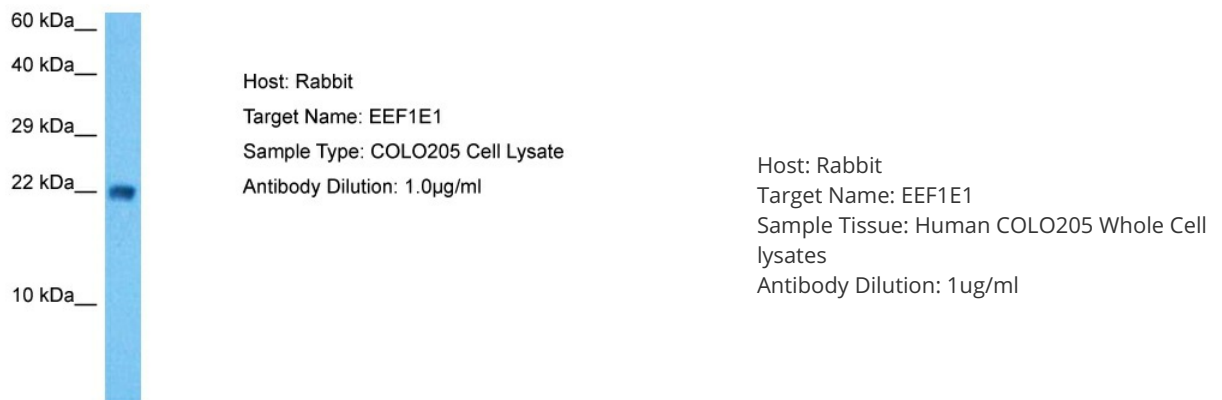 60 kDa__
40 kDa__
29 kDa__
22 kDa__
10 kDa__
Host: Rabbit
Target Name: EEF1E1
Sample Type: COLO205 Cell Lysate
Antibody Dilution: 1.0µg/ml
Host: Rabbit
Target Name: EEF1E1
Sample Tissue: Human COLO205 Whole Cell
lysates
Antibody Dilution: 1ug/ml